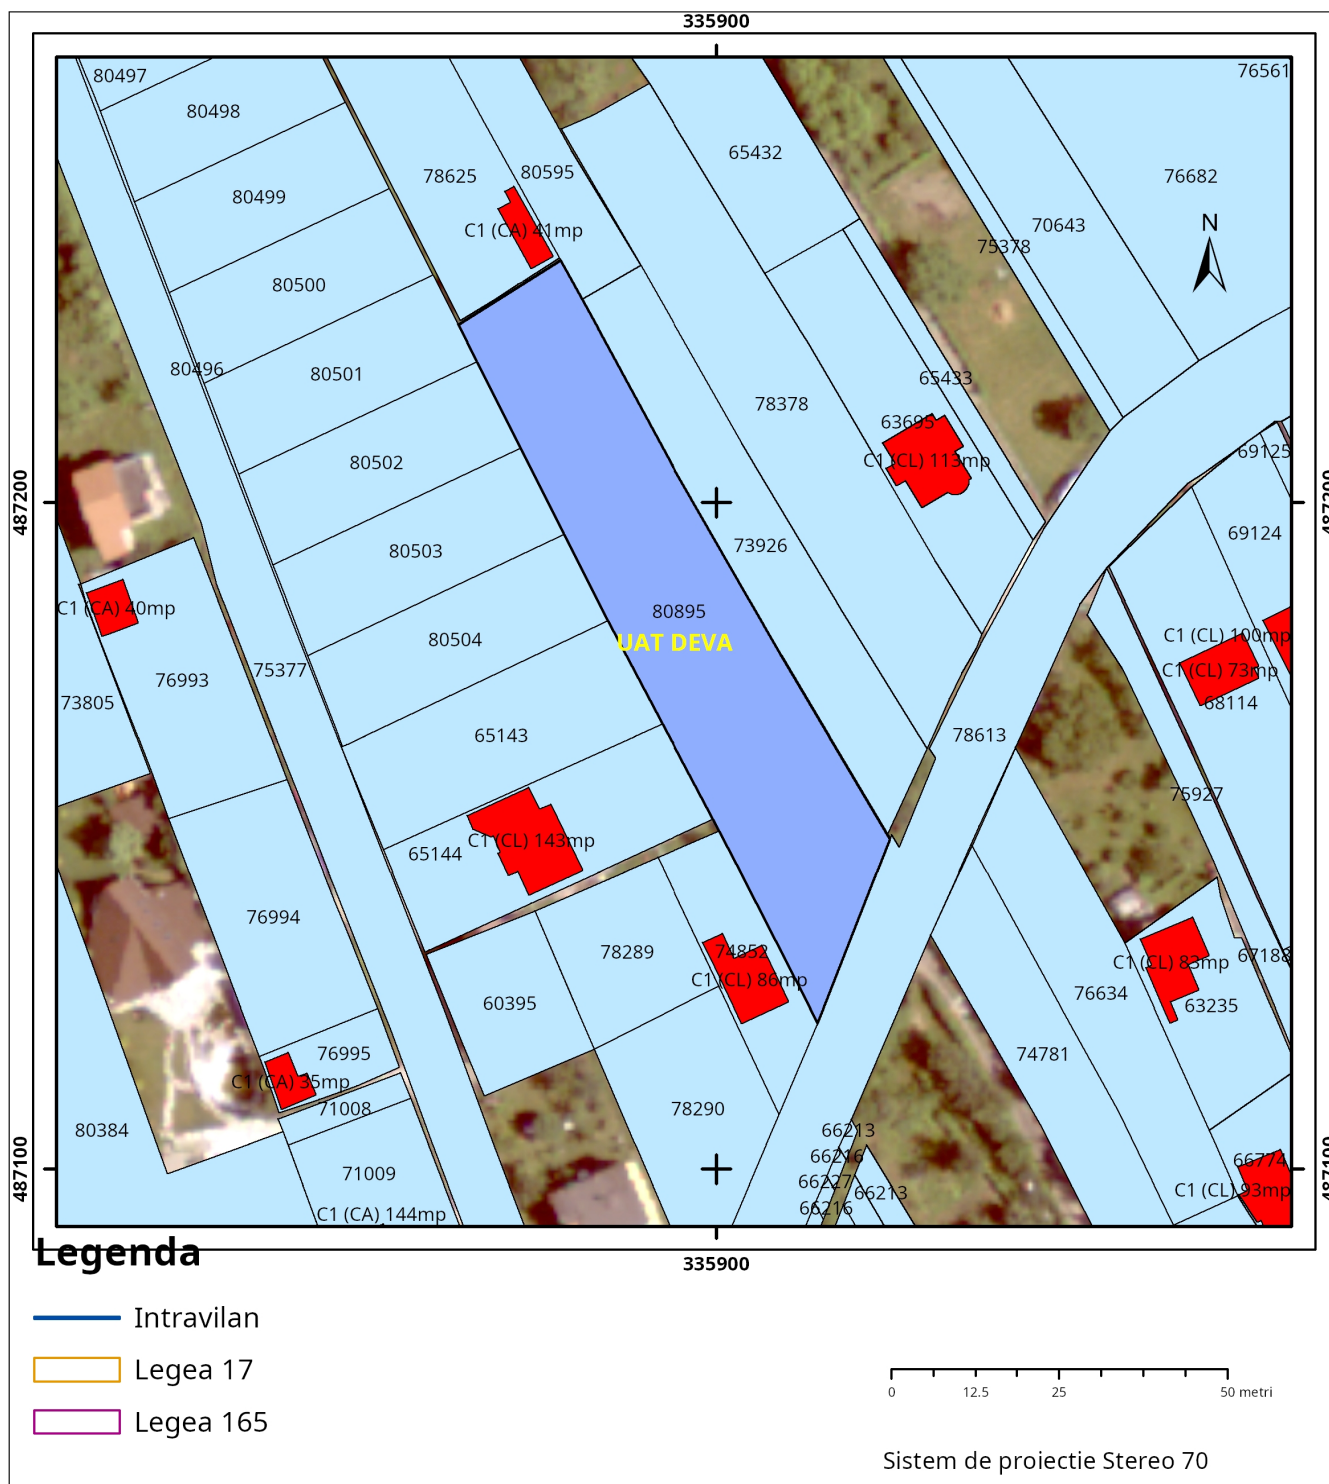 335900
80497
76561
80498
65432
80595
78625
76682
80499
N
70643
C1 (CA) 41mp
75378
80500
80496
80501
65433
78378
63695
69125
C1 (CL) 113mp
80502
487200
487200
69124
73926
80503
C1 (CA) 40mp
80895
C1 (CL) 100mp
80504
UAT DEVA
75377
C1 (CL) 73mp
76993
73805
68114
65143
78613
75927
C1 (CL) 143mp
65144
76994
78289
74852
67188
C1 (CL) 83mp
C1 (CL) 86mp
76634
60395
63235
76995
74781
C1 (CA) 35mp
71008
78290
80384
66213
487100
487100
66216
66774
71009
66227
66213
C1 (CL) 93mp
66216
C1 (CA) 144mp
335900
Legenda
Intravilan
Legea 17
Legea 165
0 12.5 25 50 metri
Sistem de proiectie Stereo 70